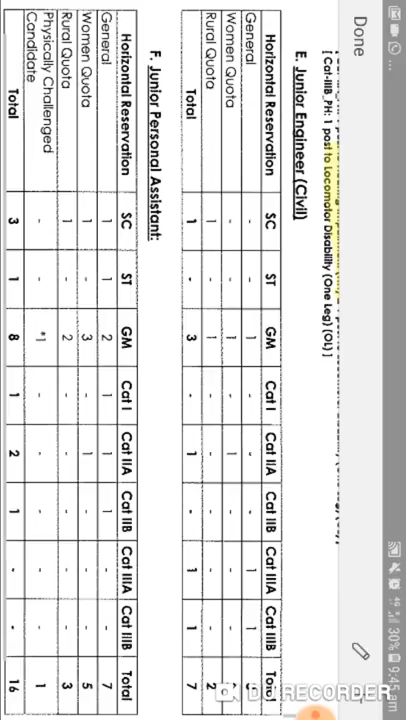 Done
30% 9:45 am
[ Cat-IIIB_PH: 1 post to Locomotor Disability (One Leg) (OL) ]
E. Junior Engineer (Civil)
Horizontal Reservation SC ST GM Cat I Cat IIA Cat IIB Cat IIIA Cat IIIB Total
General - - 1 - - - 1 1
Women Quota - - 1 - 1 - - -
Rural Quota 1 - 1 - - - - - 2
Total 1 - 3 - 1 - 1 1 7
F. Junior Personal Assistant:
Horizontal Reservation SC ST GM Cat I Cat IIA Cat IIB Cat IIIA Cat IIIB Total
General 1 1 2 1 1 1 - - 7
Women Quota 1 - 3 - 1 - - - 5
Rural Quota 1 - 2 - - - - - 3
Physically Challenged
Candidate - - *1 - - - - - 1
Total 3 1 8 1 2 1 - - 16
DU RECORDER